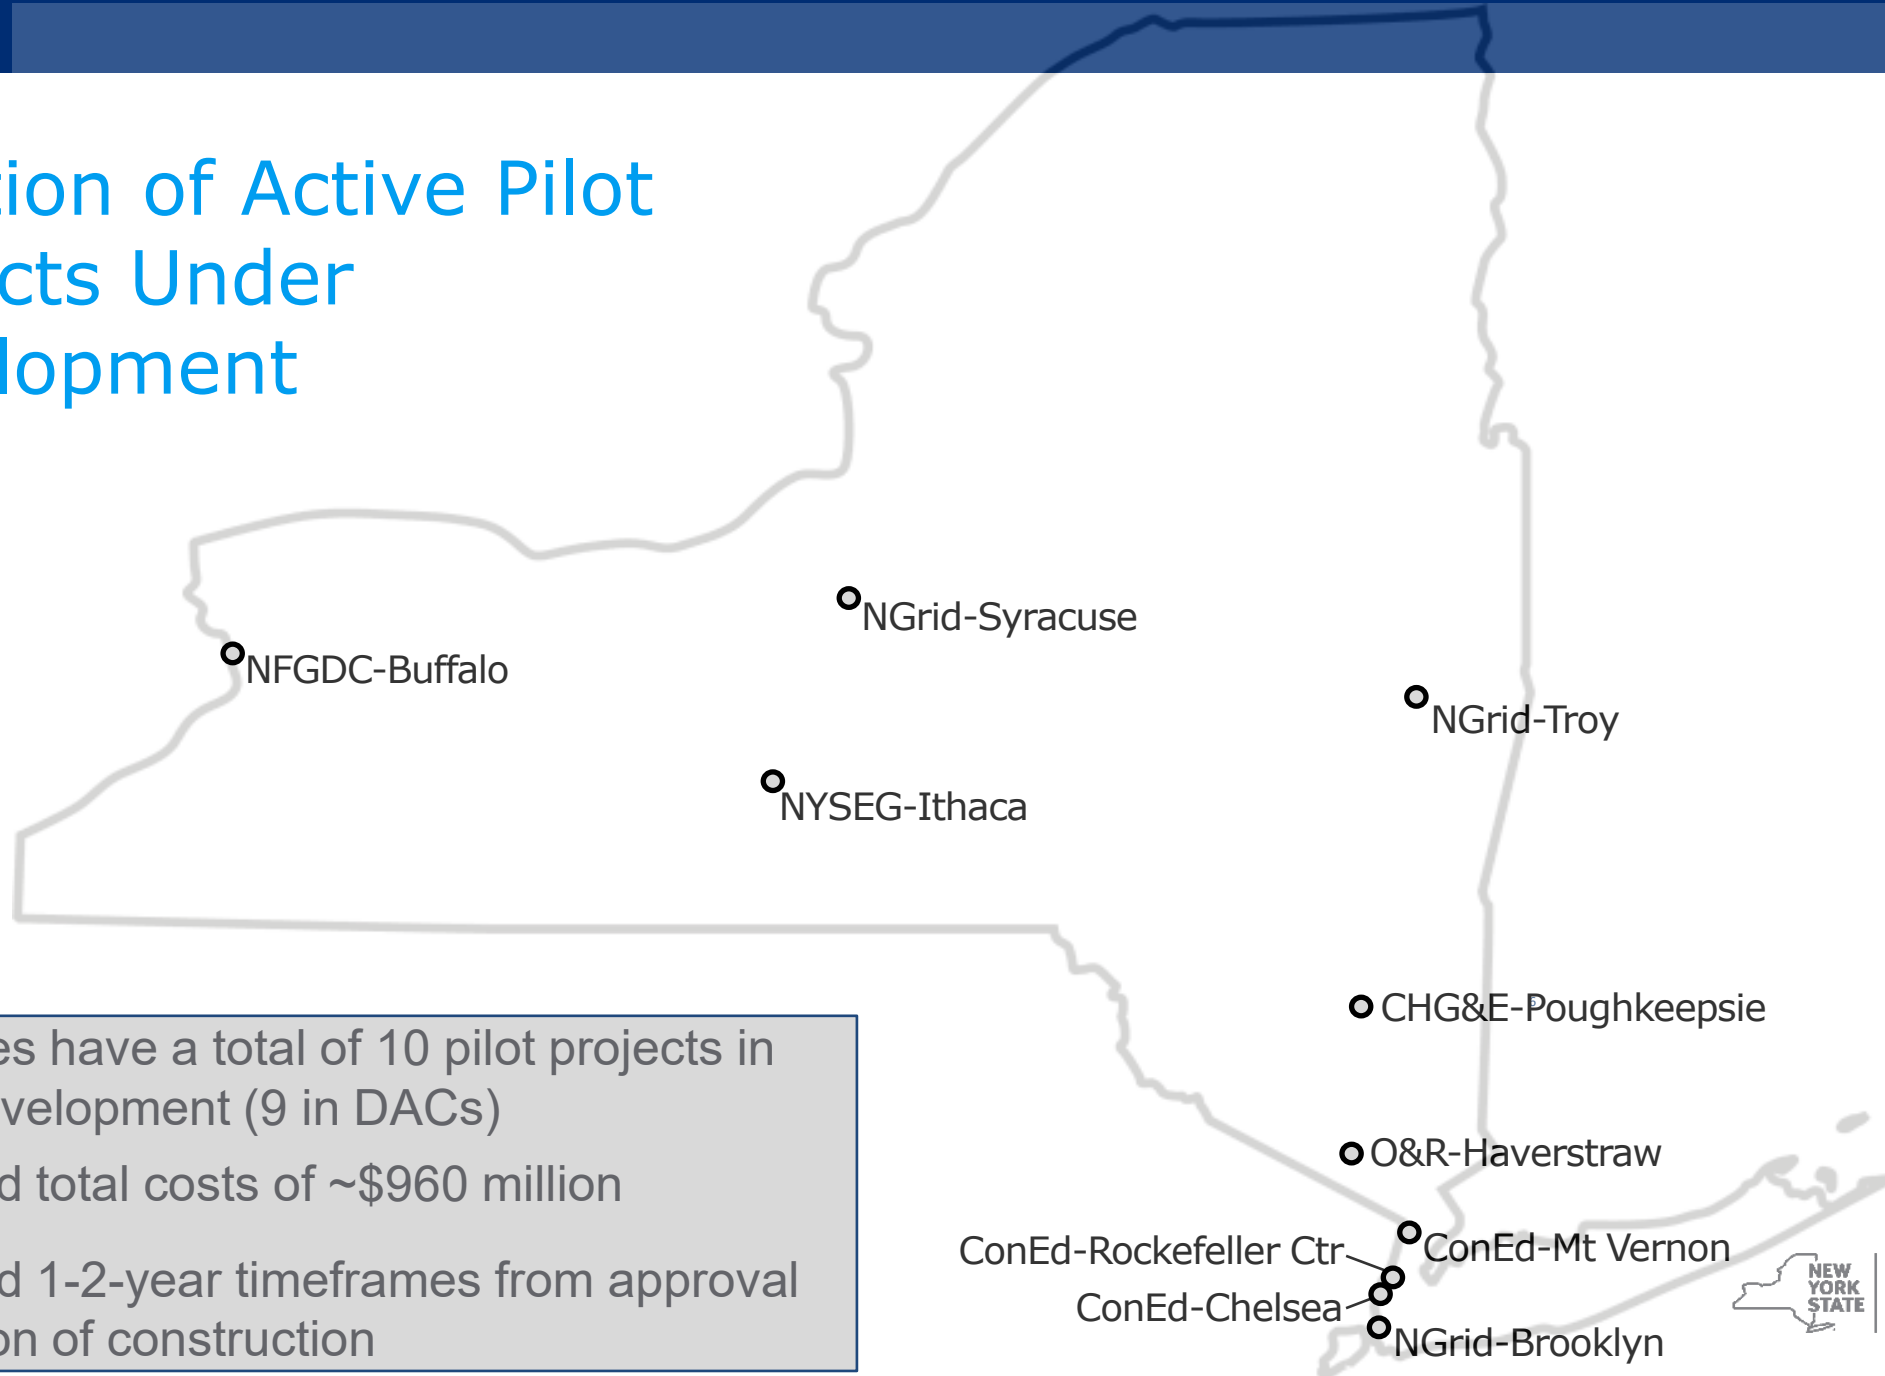 tion of Active Pilot
cts Under
lopment
NGrid-Syracuse
NFGDC-Buffalo
NGrid-Troy
NYSEG-Ithaca
CHG&E-Poughkeepsie
O&R-Haverstraw
ConEd-Rockefeller Ctr
ConEd-Mt Vernon
ConEd-Chelsea
NGrid-Brooklyn
es have a total of 10 pilot projects in
velopment (9 in DACs)
d total costs of ~$960 million
d 1-2-year timeframes from approval
on of construction
NEW
YORK
STATE